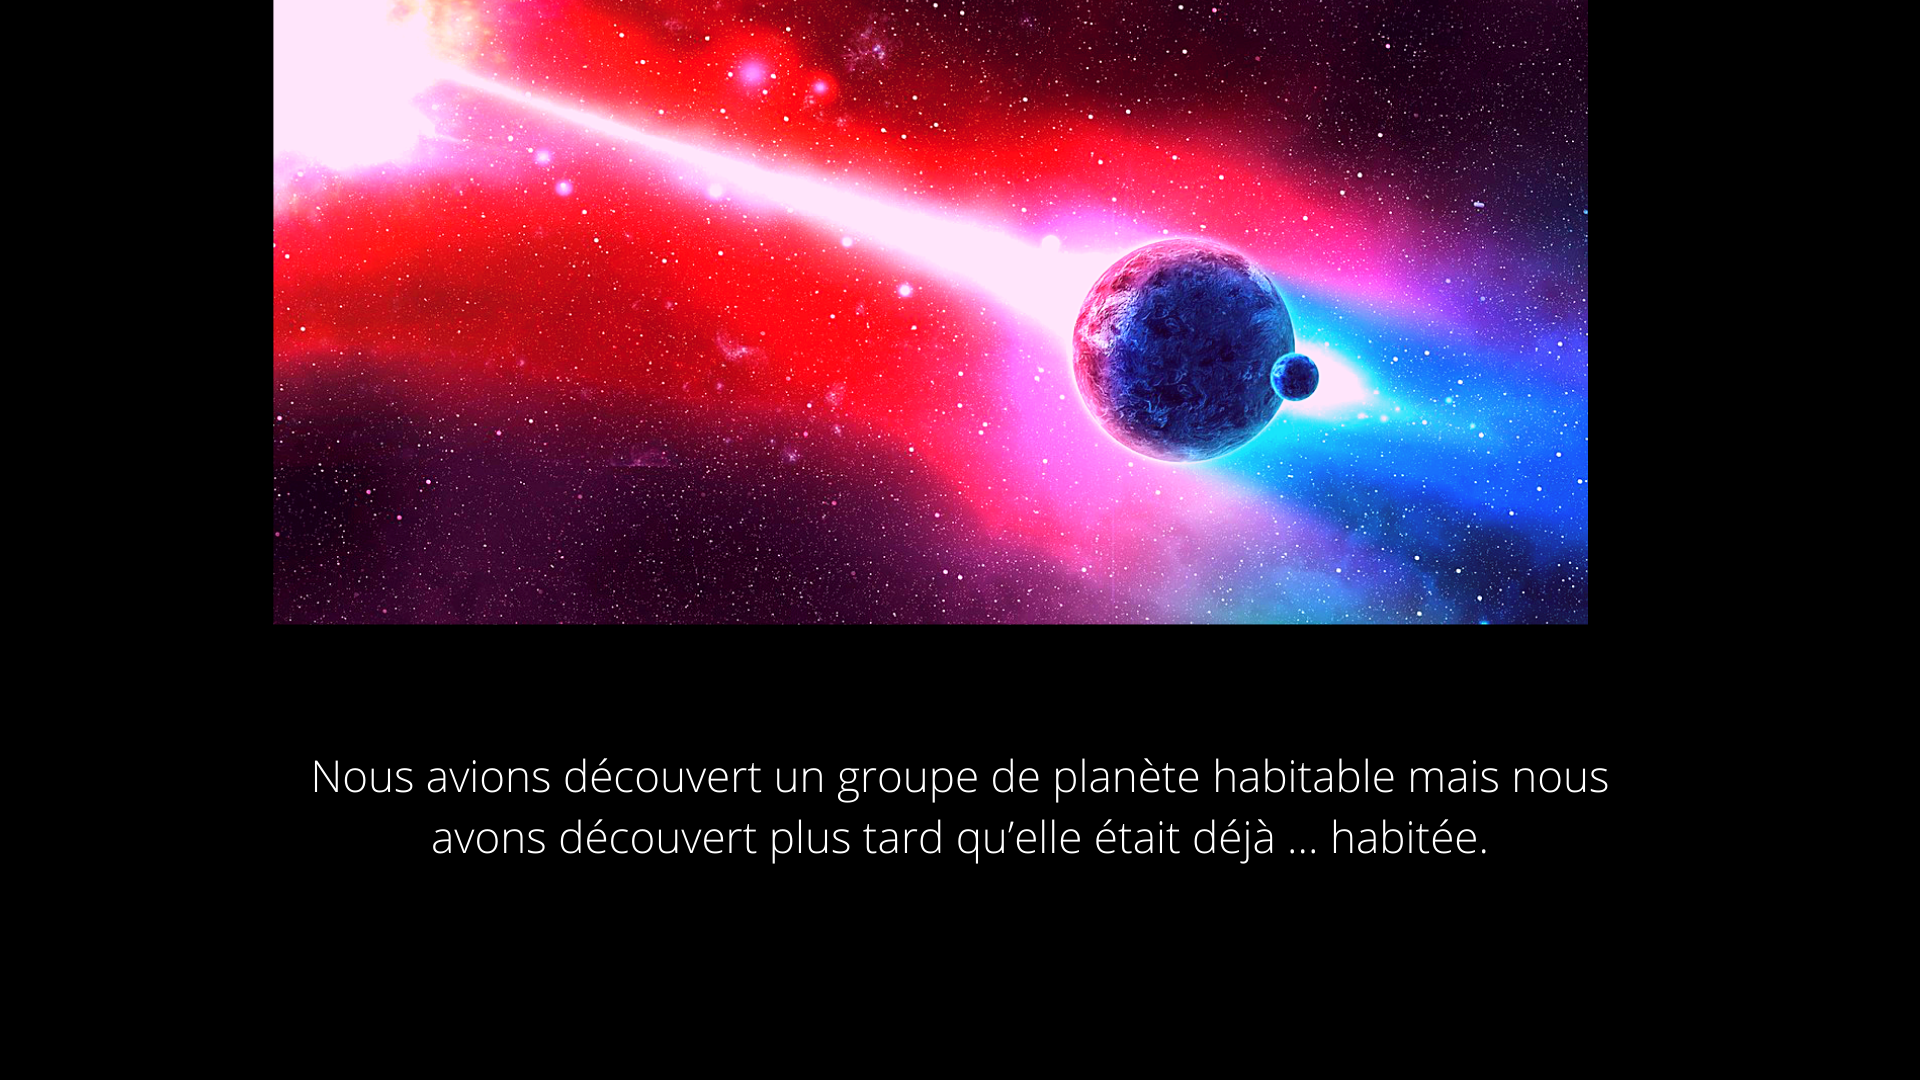 Nous avions découvert un groupe de planète habitable mais nous
avons découvert plus tard qu’elle était déjà ... habitée.